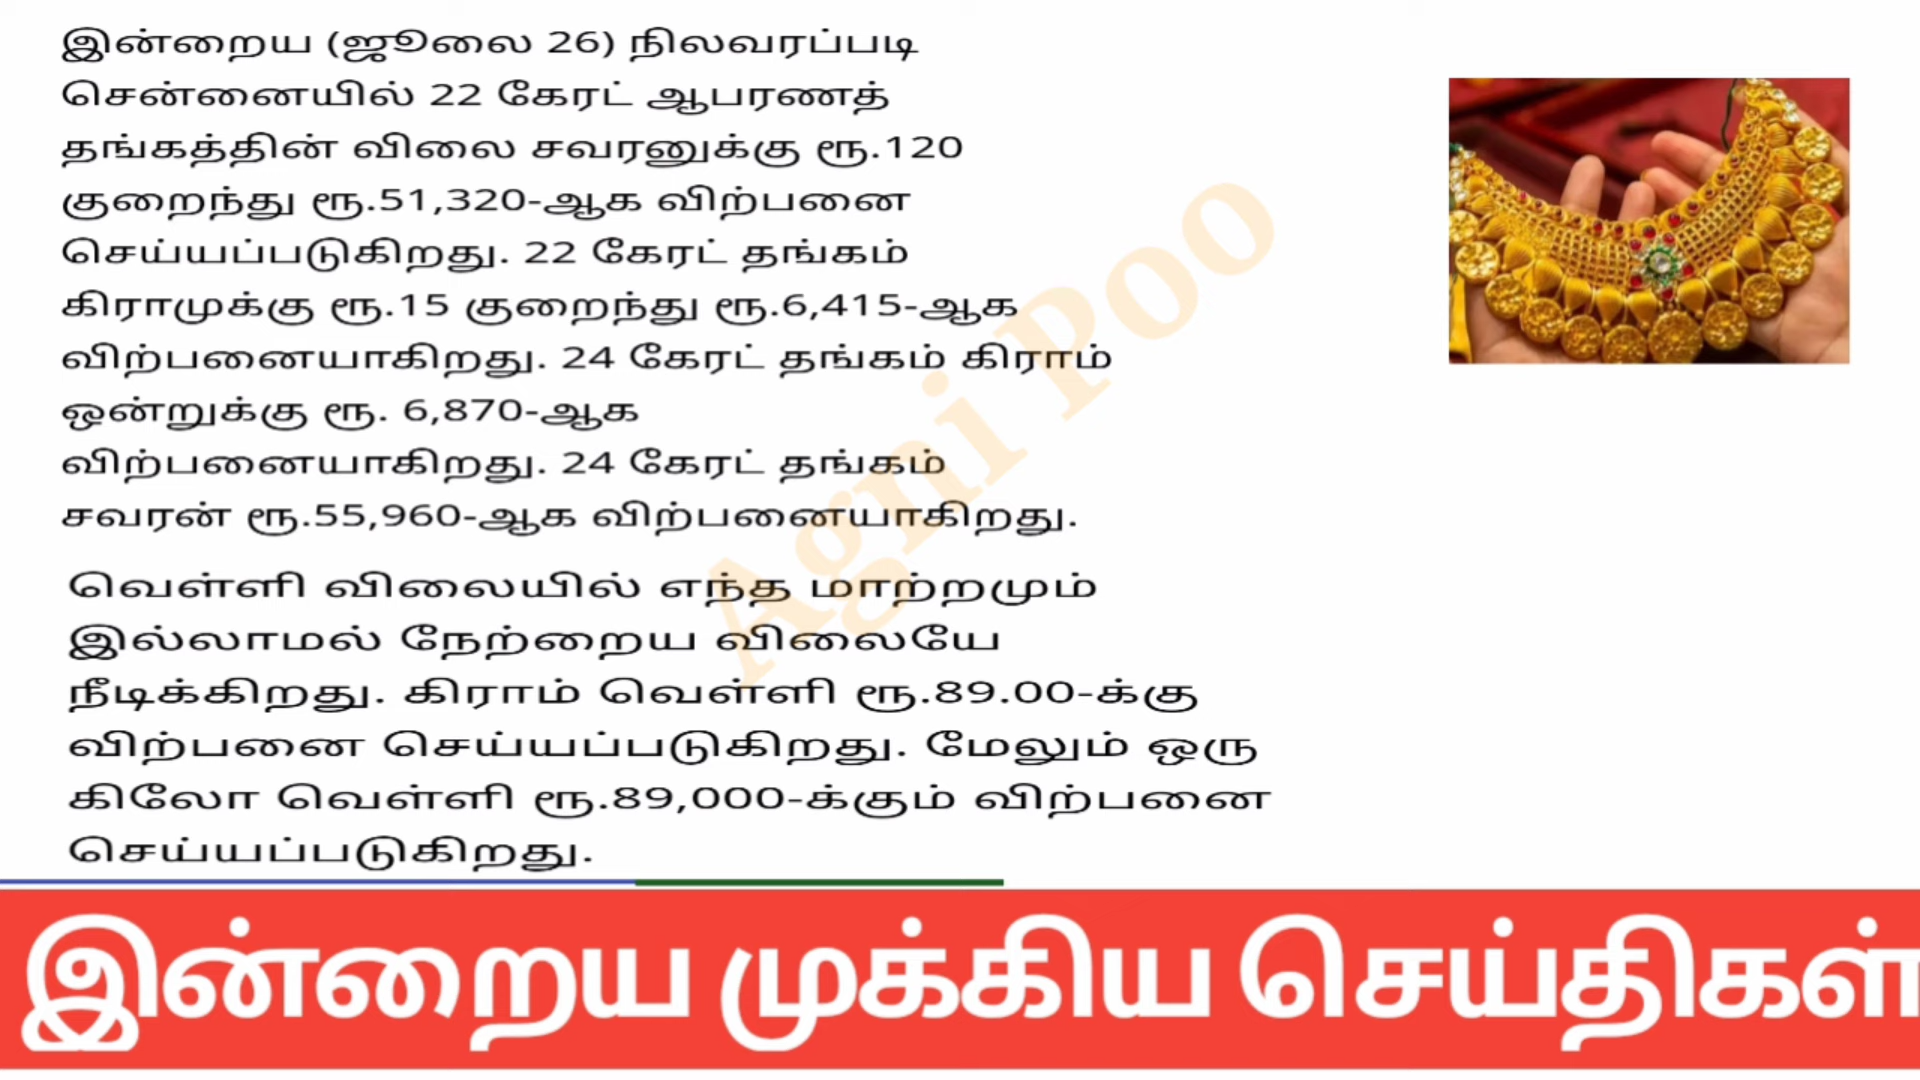 இன்றைய (ஜூலை 26) நிலவரப்படி
சென்னையில் 22 கேரட் ஆபரணத்
தங்கத்தின் விலை சவரனுக்கு ரூ.120
குறைந்து ரூ.51,320-ஆக விற்பனை
செய்யப்படுகிறது. 22 கேரட் தங்கம்
கிராமுக்கு ரூ.15 குறைந்து ரூ.6,415-ஆக
விற்பனையாகிறது. 24 கேரட் தங்கம் கிராம்
ஒன்றுக்கு ரூ. 6,870-ஆக
விற்பனையாகிறது. 24 கேரட் தங்கம்
சவரன் ரூ.55,960-ஆக விற்பனையாகிறது.
வெள்ளி விலையில் எந்த மாற்றமும்
இல்லாமல் நேற்றைய விலையே
நீடிக்கிறது. கிராம் வெள்ளி ரூ.89.00-க்கு
விற்பனை செய்யப்படுகிறது. மேலும் ஒரு
கிலோ வெள்ளி ரூ.89,000-க்கும் விற்பனை
செய்யப்படுகிறது.
Agni Poo
இன்றைய முக்கிய செய்திகள்